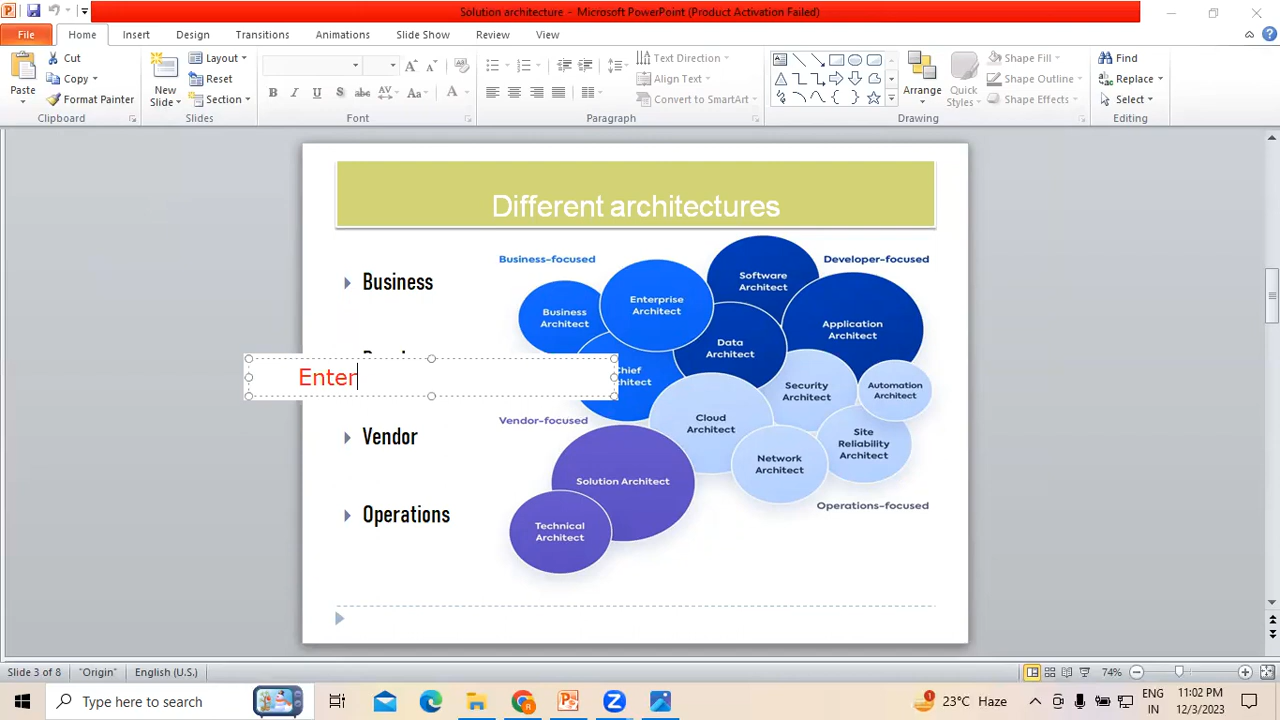 Solution architecture - Microsoft PowerPoint (Product Activation Failed)
File Home Insert Design Transitions Animations Slide Show Review View
Paste
Cut
Copy
Format Painter
Clipboard
New
Slide
Layout
Reset
Section
Slides
Font
Text Direction
Align Text
Convert to SmartArt
Paragraph
Arrange
Quick
Styles
Shape Fill
Shape Outline
Shape Effects
Drawing
Find
Replace
Select
Editing
Different architectures
Business
Vendor
Operations
Enter
Business-focused
Developer-focused
Vendor-focused
Operations-focused
Business
Architect
Enterprise
Architect
Software
Architect
Application
Architect
Data
Architect
Security
Architect
Automation
Architect
Cloud
Architect
Site
Reliability
Architect
Network
Architect
Solution Architect
Technical
Architect
Slide 3 of 8
"Origin"
English (U.S.)
74%
Type here to search
23°C Haze
ENG
IN
11:02 PM
12/3/2023